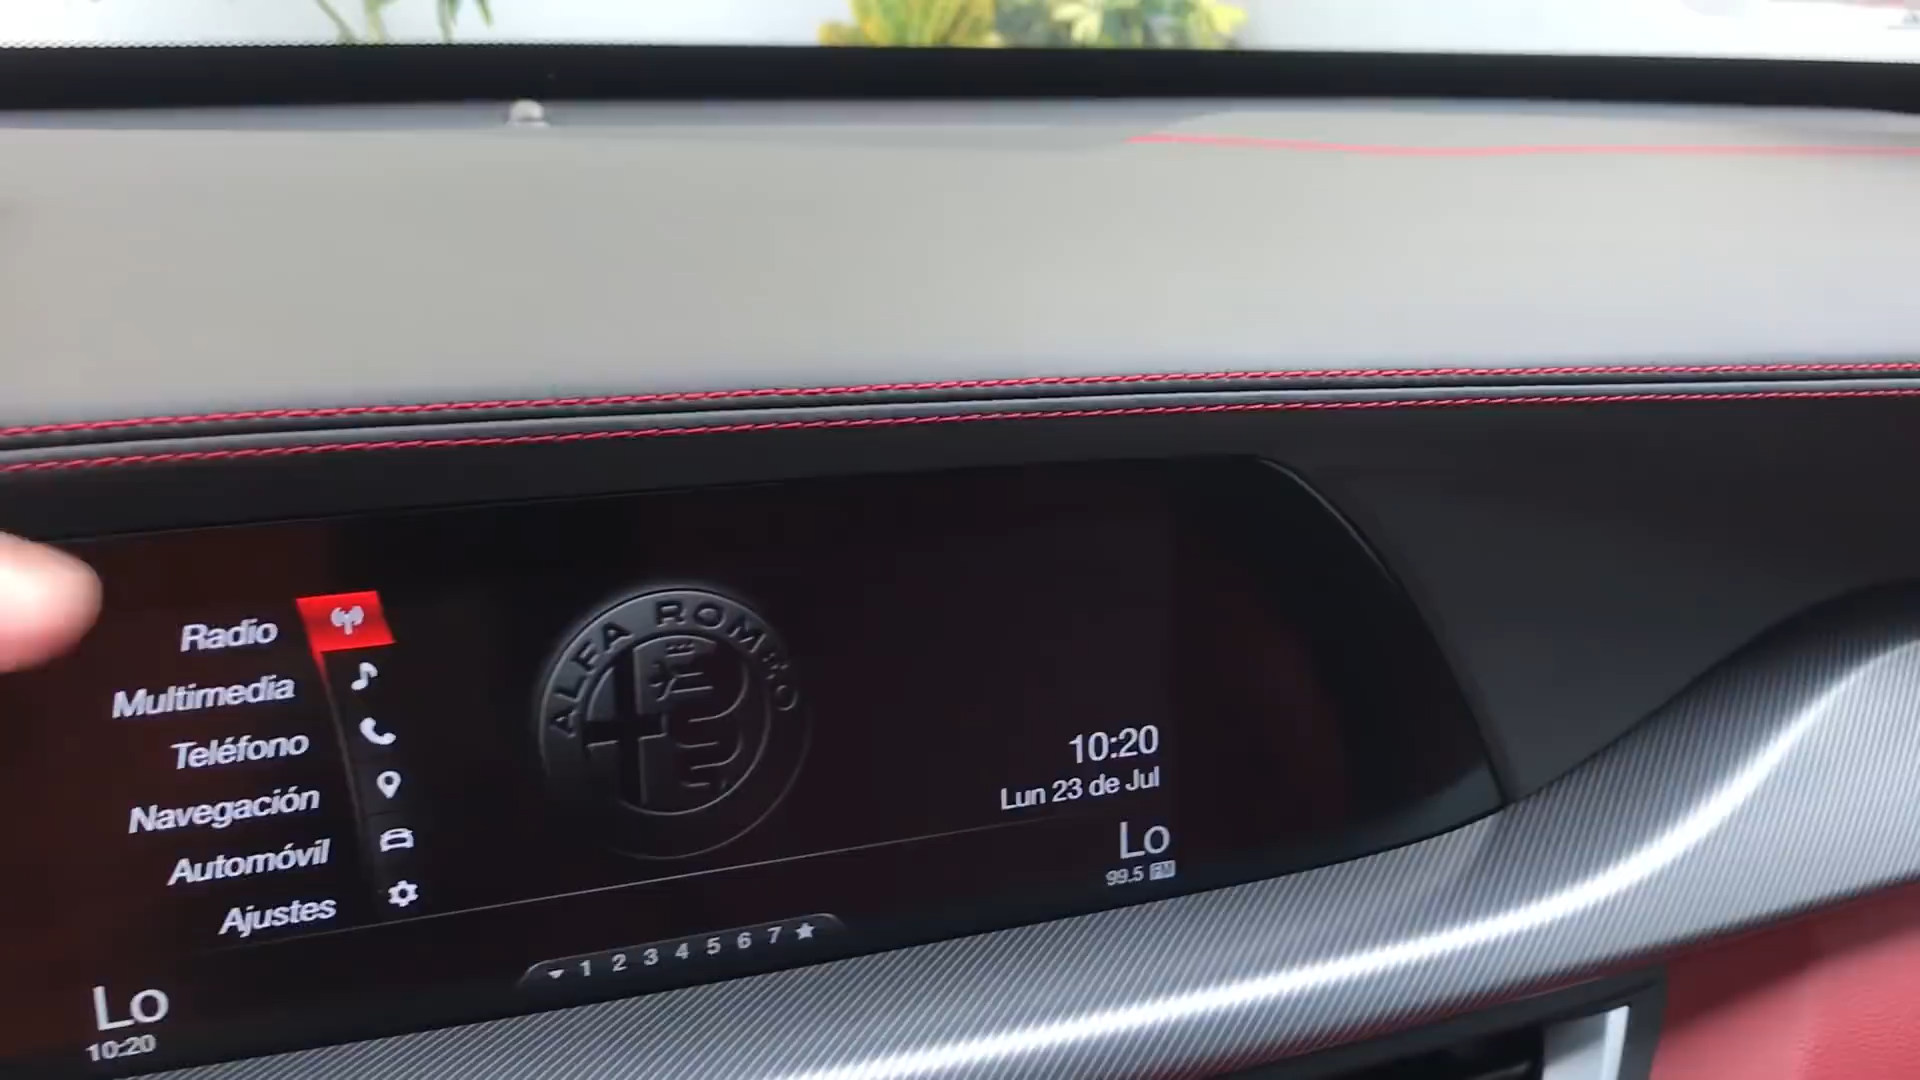 Radio
Multimedia
Teléfono
Navegación
Automóvil
Ajustes
ALFA ROMEO
10:20
Lun 23 de Jul
Lo
99.5 FM
1 2 3 4 5 6 7
Lo
10:20